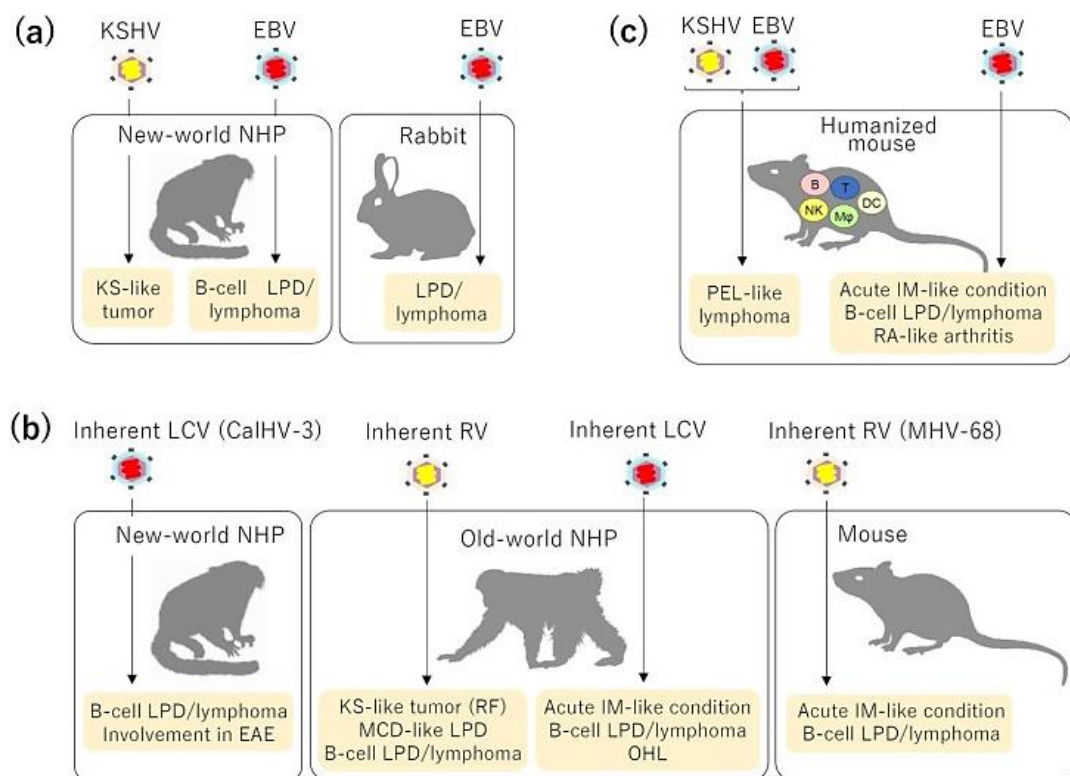 (a)
KSHV
EBV
EBV
New-world NHP
Rabbit
KS-like
tumor
B-cell LPD/
lymphoma
LPD/
lymphoma
(c)
KSHV
EBV
EBV
Humanized
mouse
B
T
DC
NK
Mφ
PEL-like
lymphoma
Acute IM-like condition
B-cell LPD/lymphoma
RA-like arthritis
(b)
Inherent LCV (CalHV-3)
Inherent RV
Inherent LCV
Inherent RV (MHV-68)
New-world NHP
Old-world NHP
Mouse
B-cell LPD/lymphoma
Involvement in EAE
KS-like tumor (RF)
MCD-like LPD
B-cell LPD/lymphoma
Acute IM-like condition
B-cell LPD/lymphoma
OHL
Acute IM-like condition
B-cell LPD/lymphoma